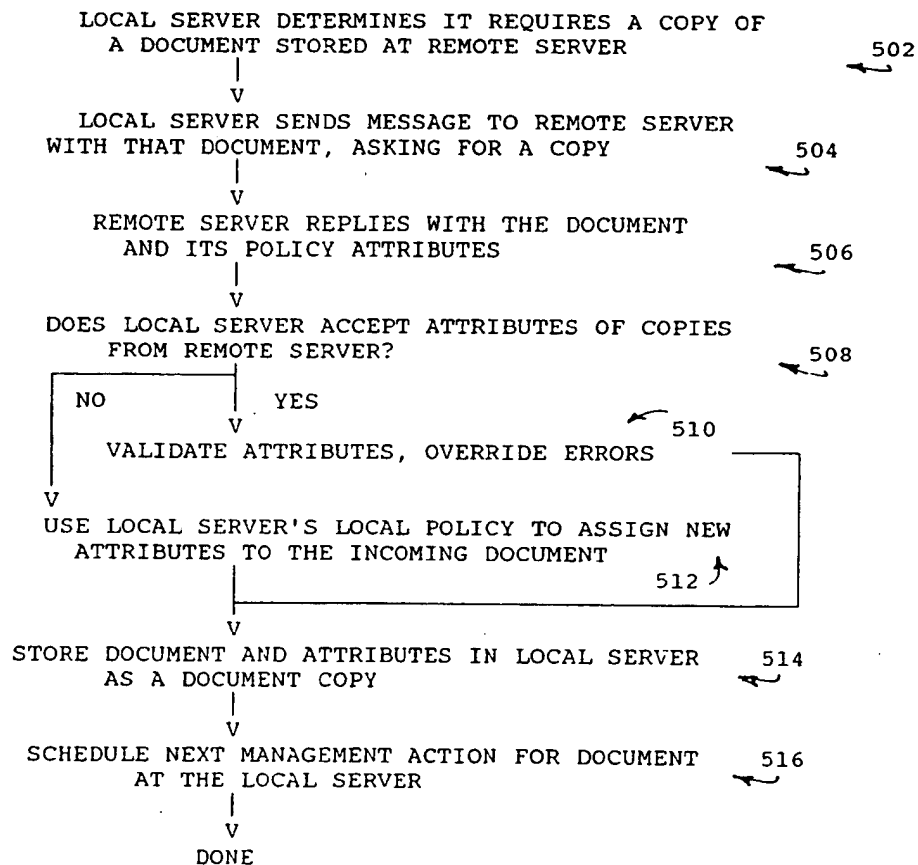 LOCAL SERVER DETERMINES IT REQUIRES A COPY OF
A DOCUMENT STORED AT REMOTE SERVER
502
V
LOCAL SERVER SENDS MESSAGE TO REMOTE SERVER
WITH THAT DOCUMENT, ASKING FOR A COPY
504
V
REMOTE SERVER REPLIES WITH THE DOCUMENT
AND ITS POLICY ATTRIBUTES
506
V
DOES LOCAL SERVER ACCEPT ATTRIBUTES OF COPIES
FROM REMOTE SERVER?
508
NO YES
V
510
VALIDATE ATTRIBUTES, OVERRIDE ERRORS
V
USE LOCAL SERVER'S LOCAL POLICY TO ASSIGN NEW
ATTRIBUTES TO THE INCOMING DOCUMENT
512
V
STORE DOCUMENT AND ATTRIBUTES IN LOCAL SERVER
AS A DOCUMENT COPY
514
V
SCHEDULE NEXT MANAGEMENT ACTION FOR DOCUMENT
AT THE LOCAL SERVER
516
V
DONE